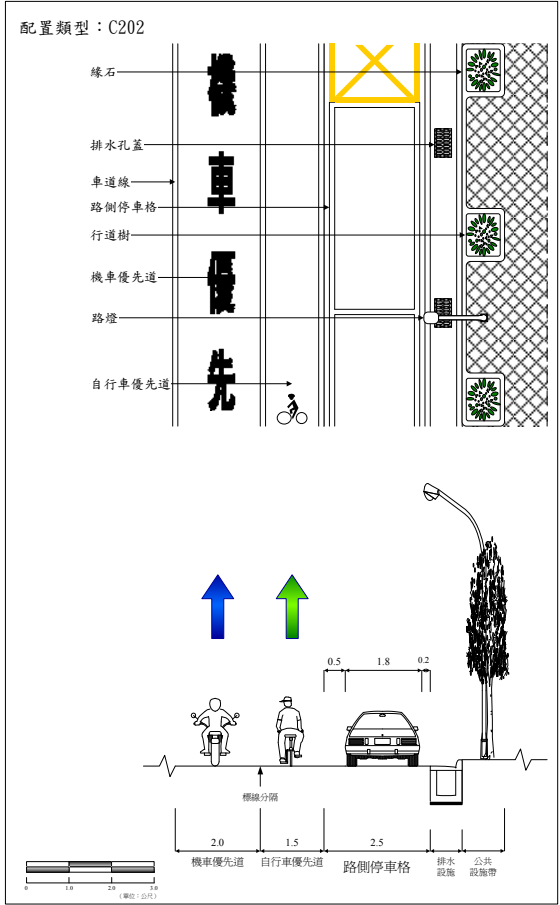 配置類型：C202
緣石
排水孔蓋
車道線
路側停車格
行道樹
機車優先道
路燈
自行車優先道
機
車
優
先
0.5
1.8
0.2
標線分隔
2.0
1.5
2.5
機車優先道
自行車優先道
路側停車格
排水
設施
公共
設施帶
0
1.0
2.0
3.0
（單位：公尺）